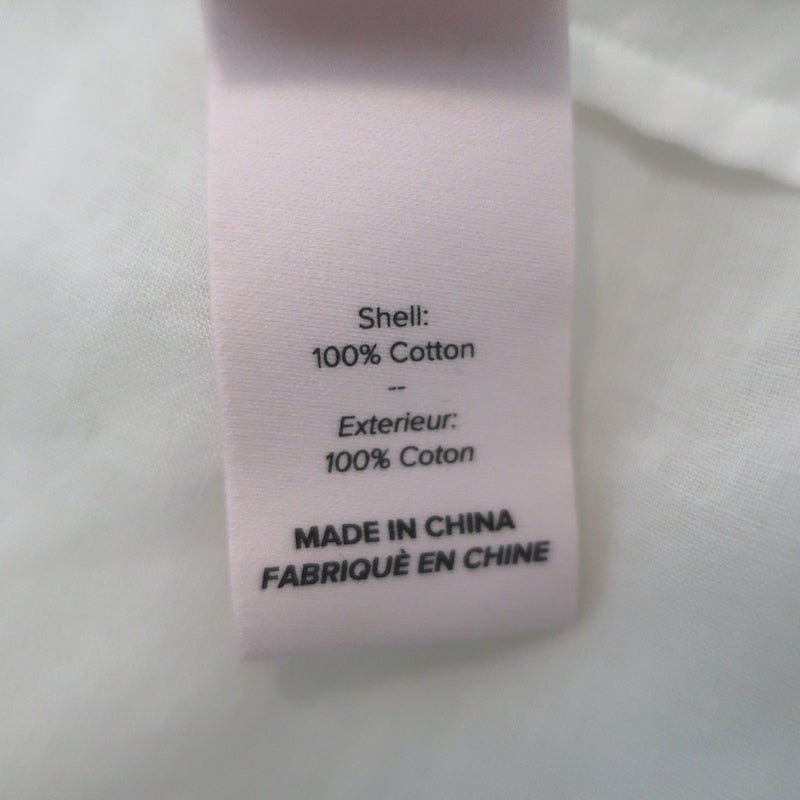 Shell:
100% Cotton
--
Exterieur:
100% Coton
MADE IN CHINA
FABRIQUÈ EN CHINE